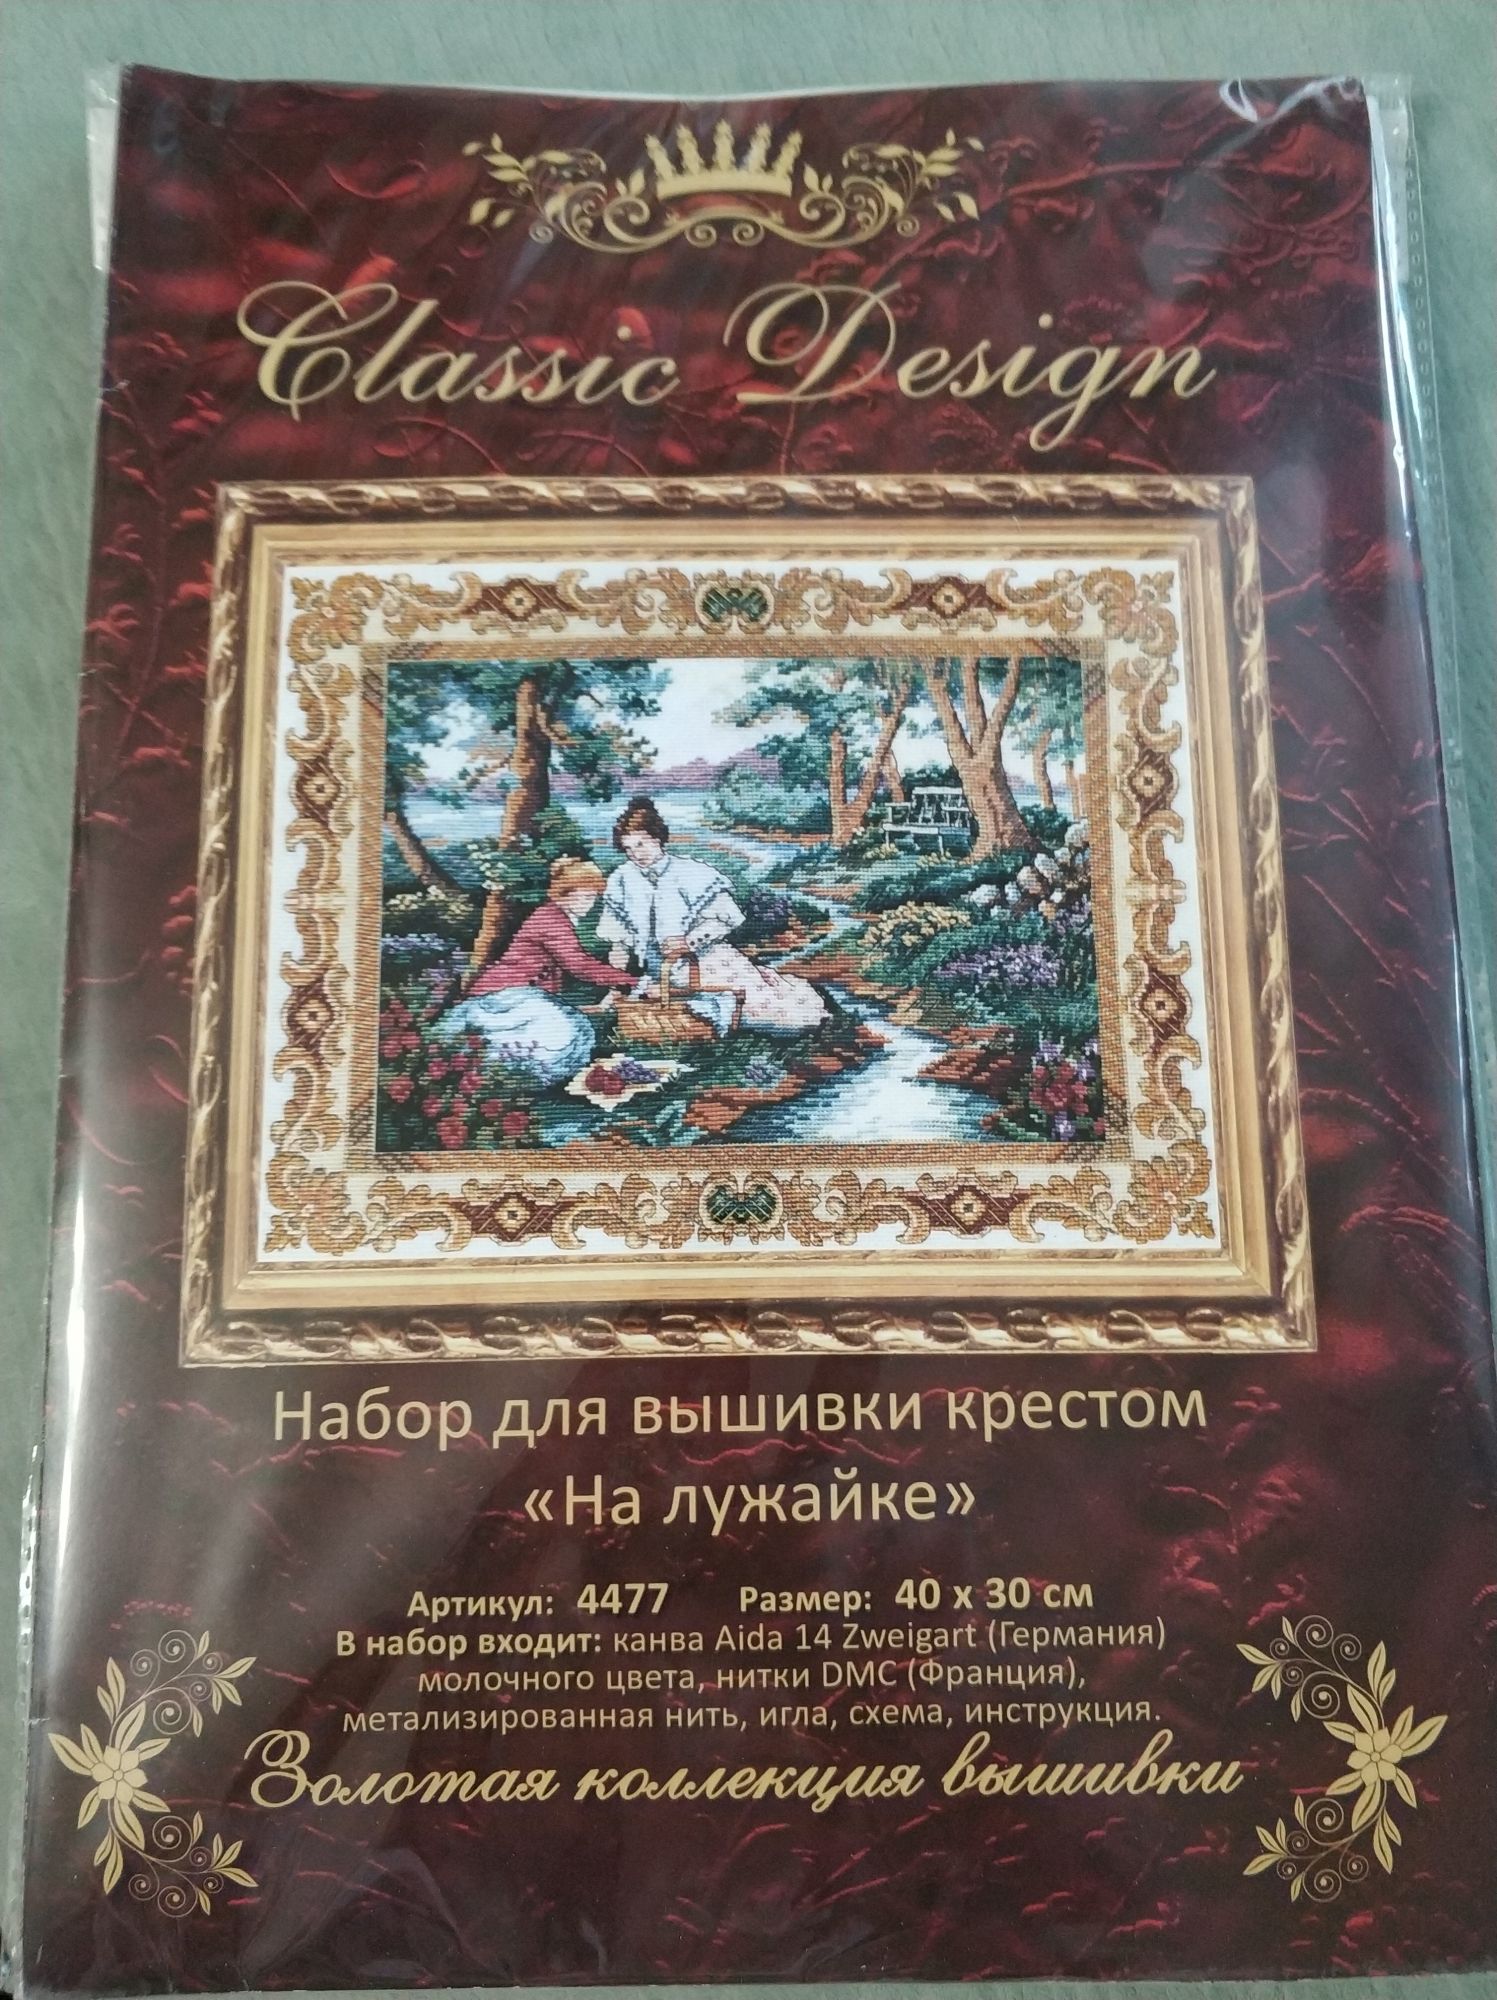 Classic Design
Набор для вышивки крестом
«На лужайке»
Артикул: 4477 Размер: 40 х 30 см
В набор входит: канва Aida 14 Zweigart (Германия)
молочного цвета, нитки DMC (Франция),
метализированная нить, игла, схема, инструкция.
Золотая коллекция вышивки